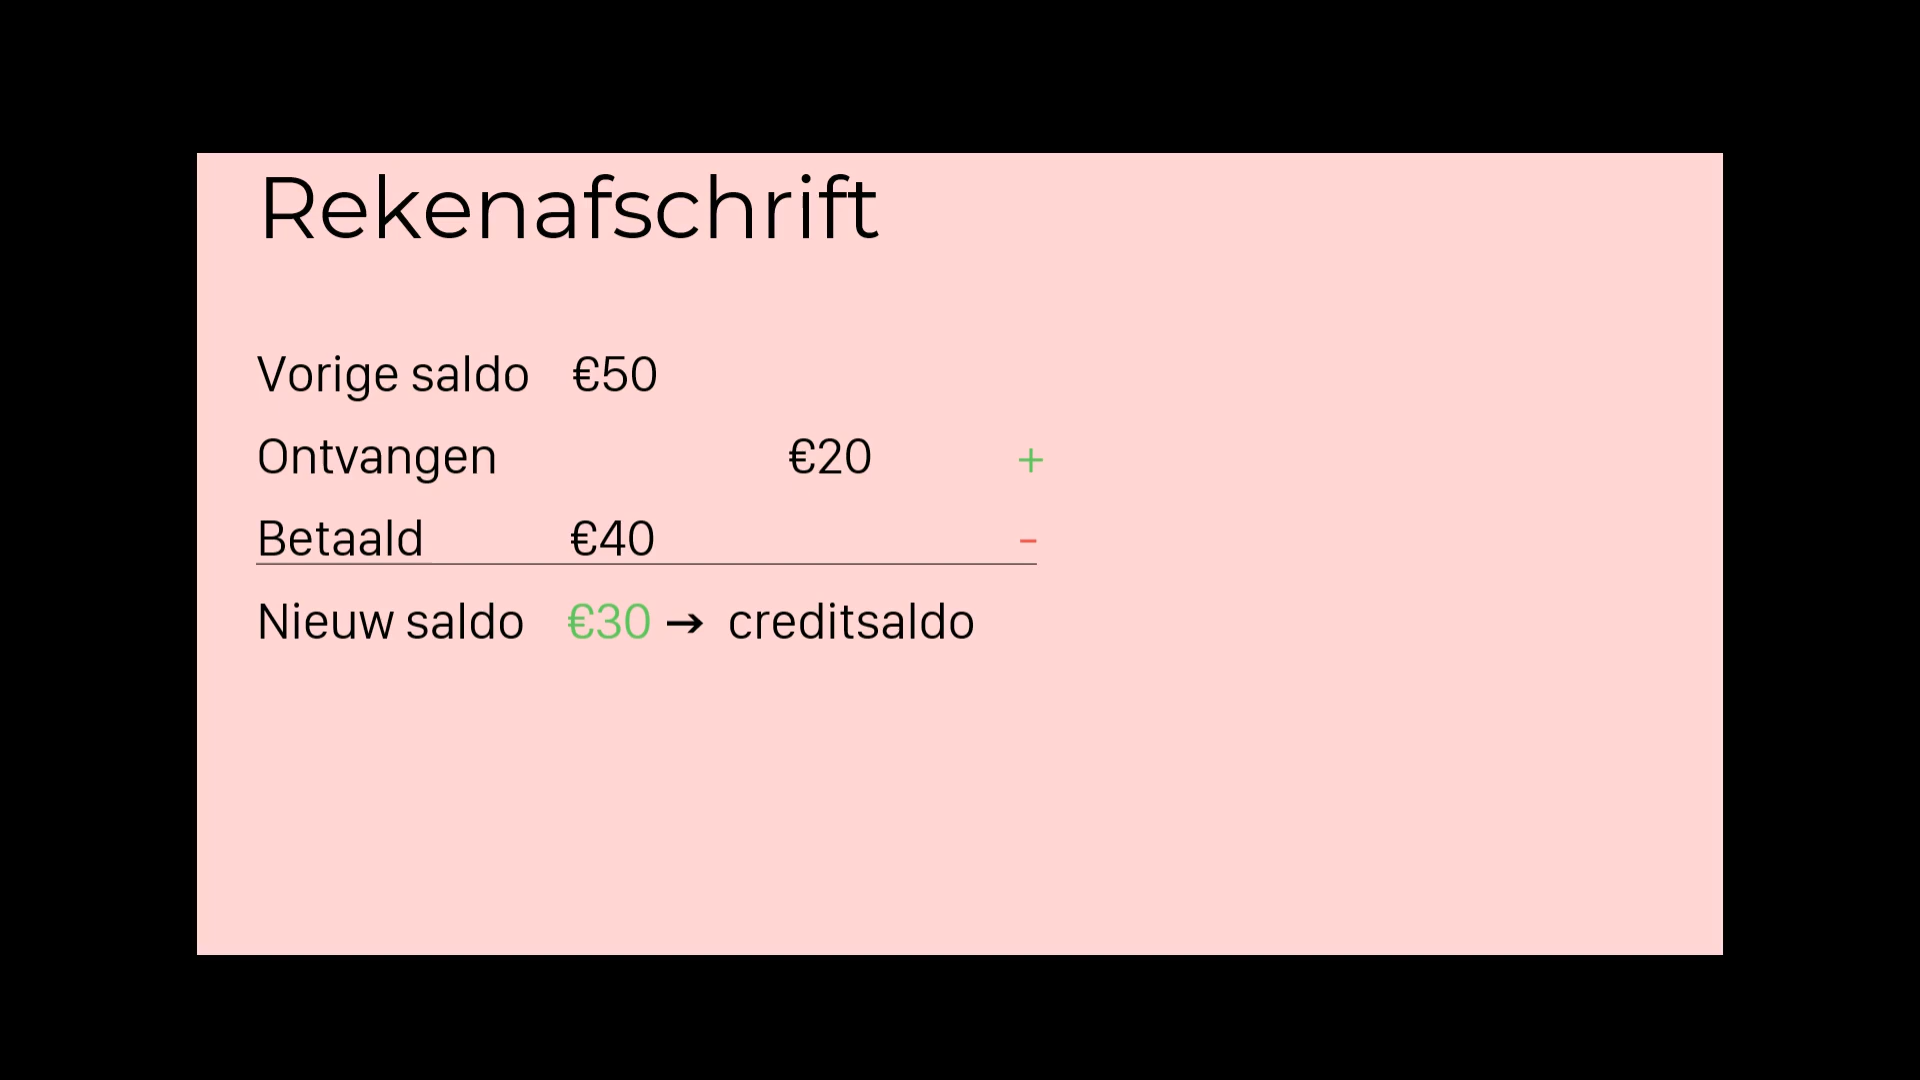 Rekenafschrift
Vorige saldo €50
Ontvangen €20 +
Betaald €40 -
Nieuw saldo €30 → creditsaldo